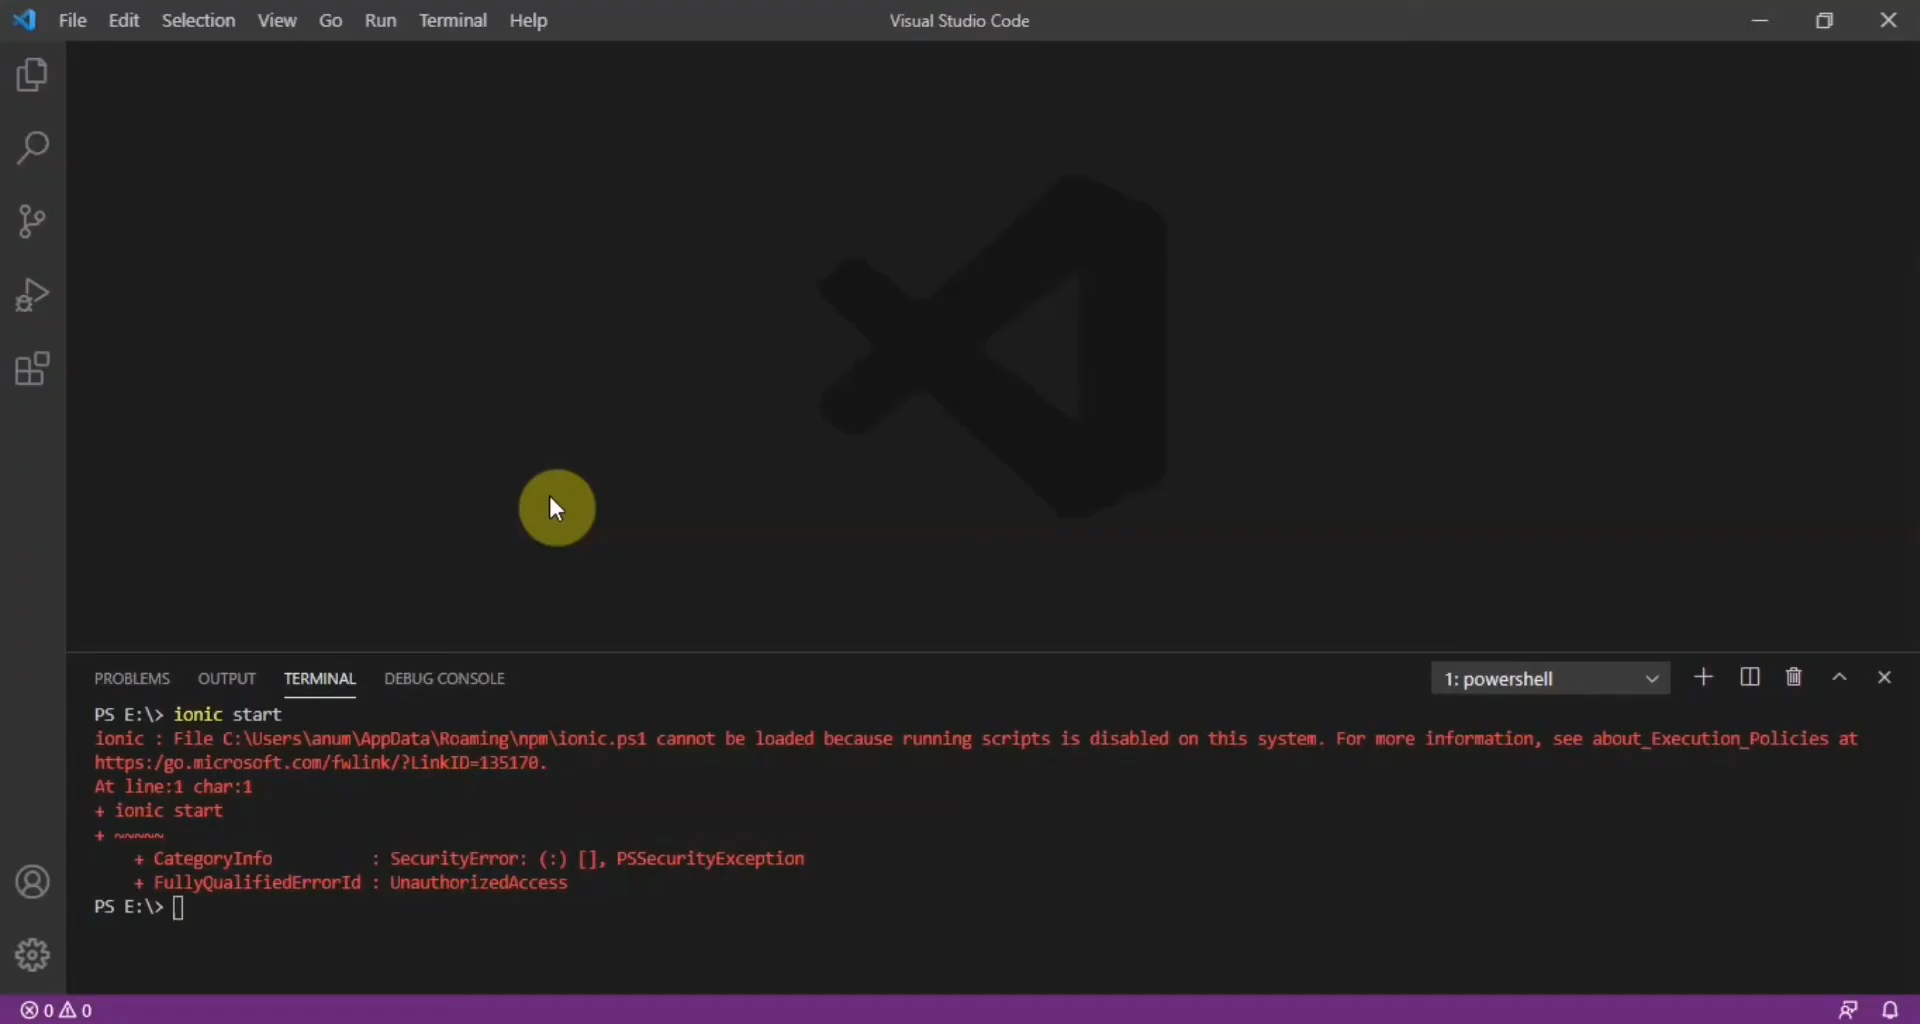 File Edit Selection View Go Run Terminal Help Visual Studio Code
PROBLEMS OUTPUT TERMINAL DEBUG CONSOLE 1: powershell
PS E:\> ionic start
ionic : File C:\Users\anum\AppData\Roaming\npm\ionic.ps1 cannot be loaded because running scripts is disabled on this system. For more information, see about_Execution_Policies at
https:/go.microsoft.com/fwlink/?LinkID=135170.
At line:1 char:1
+ ionic start
+ ~~~~~
+ CategoryInfo : SecurityError: (:) [], PSSecurityException
+ FullyQualifiedErrorId : UnauthorizedAccess
PS E:\>
0 0